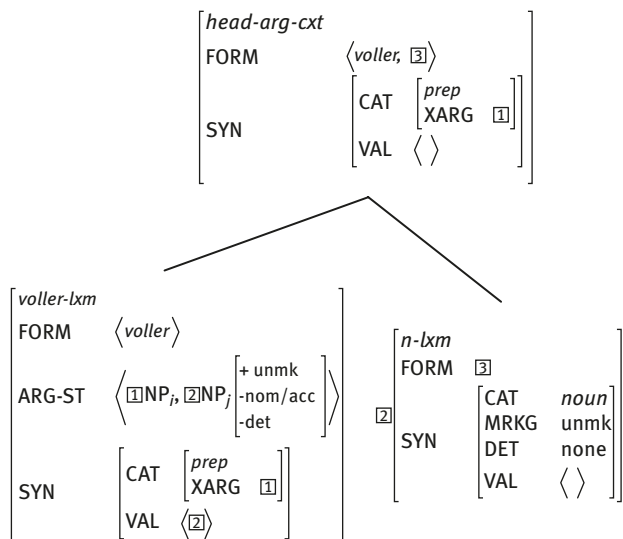 head-arg-cxt
FORM ⟨voller, 3⟩
SYN
CAT
prep
XARG 1
VAL ⟨ ⟩
voller-lxm
FORM ⟨voller⟩
ARG-ST ⟨1NPi, 2NPj
+ unmk
-nom/acc
-det
⟩
SYN
CAT
prep
XARG 1
VAL ⟨2⟩
2
n-lxm
FORM 3
SYN
CAT noun
MRKG unmk
DET none
VAL ⟨ ⟩